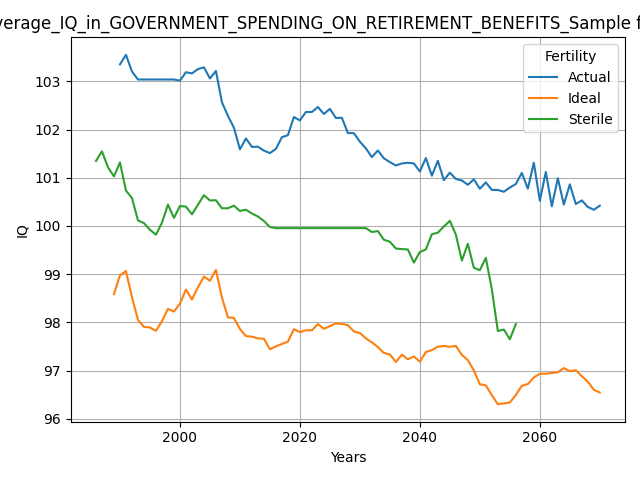 verage_IQ_in_GOVERNMENT_SPENDING_ON_RETIREMENT_BENEFITS_Sample f
Fertility
Actual
Ideal
Sterile
103
102
101
100
99
98
97
96
IQ
2000 2020 2040 2060
Years